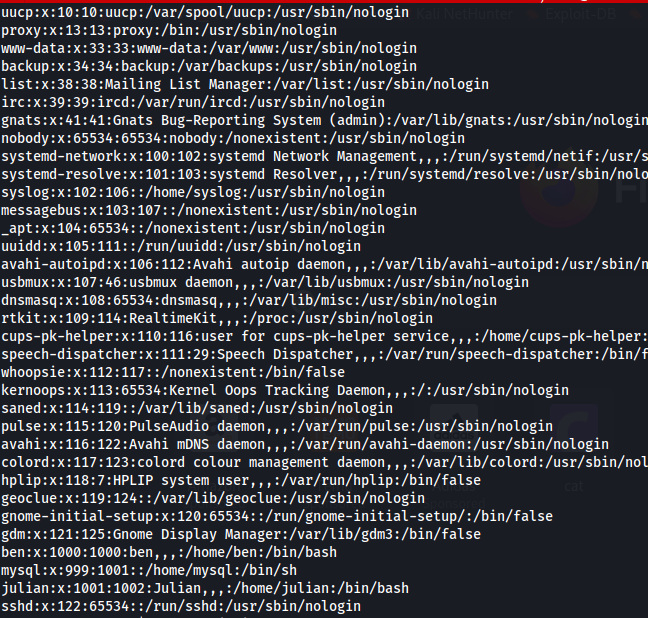 Kali NetHunter Exploit-DB
uucp:x:10:10:uucp:/var/spool/uucp:/usr/sbin/nologin
proxy:x:13:13:proxy:/bin:/usr/sbin/nologin
www-data:x:33:33:www-data:/var/www:/usr/sbin/nologin
backup:x:34:34:backup:/var/backups:/usr/sbin/nologin
list:x:38:38:Mailing List Manager:/var/list:/usr/sbin/nologin
irc:x:39:39:ircd:/var/run/ircd:/usr/sbin/nologin
gnats:x:41:41:Gnats Bug-Reporting System (admin):/var/lib/gnats:/usr/sbin/nologin
nobody:x:65534:65534:nobody:/nonexistent:/usr/sbin/nologin
systemd-network:x:100:102:systemd Network Management,,,:/run/systemd/netif:/usr/s
systemd-resolve:x:101:103:systemd Resolver,,,:/run/systemd/resolve:/usr/sbin/nolo
syslog:x:102:106::/home/syslog:/usr/sbin/nologin
messagebus:x:103:107::/nonexistent:/usr/sbin/nologin
_apt:x:104:65534::/nonexistent:/usr/sbin/nologin
uuidd:x:105:111::/run/uuidd:/usr/sbin/nologin
avahi-autoipd:x:106:112:Avahi autoip daemon,,,:/var/lib/avahi-autoipd:/usr/sbin/n
usbmux:x:107:46:usbmux daemon,,,:/var/lib/usbmux:/usr/sbin/nologin
dnsmasq:x:108:65534:dnsmasq,,,:/var/lib/misc:/usr/sbin/nologin
rtkit:x:109:114:RealtimeKit,,,:/proc:/usr/sbin/nologin
cups-pk-helper:x:110:116:user for cups-pk-helper service,,,:/home/cups-pk-helper:
speech-dispatcher:x:111:29:Speech Dispatcher,,,:/var/run/speech-dispatcher:/bin/f
whoopsie:x:112:117::/nonexistent:/bin/false
kernoops:x:113:65534:Kernel Oops Tracking Daemon,,,:/:/usr/sbin/nologin
saned:x:114:119::/var/lib/saned:/usr/sbin/nologin
pulse:x:115:120:PulseAudio daemon,,,:/var/run/pulse:/usr/sbin/nologin
avahi:x:116:122:Avahi mDNS daemon,,,:/var/run/avahi-daemon:/usr/sbin/nologin
colord:x:117:123:colord colour management daemon,,,:/var/lib/colord:/usr/sbin/nol
hplip:x:118:7:HPLIP system user,,,:/var/run/hplip:/bin/false
geoclue:x:119:124::/var/lib/geoclue:/usr/sbin/nologin
gnome-initial-setup:x:120:65534::/run/gnome-initial-setup/:/bin/false
gdm:x:121:125:Gnome Display Manager:/var/lib/gdm3:/bin/false
ben:x:1000:1000:ben,,,:/home/ben:/bin/bash
mysql:x:999:1001::/home/mysql:/bin/sh
julian:x:1001:1002:Julian,,,:/home/julian:/bin/bash
sshd:x:122:65534::/run/sshd:/usr/sbin/nologin
cat